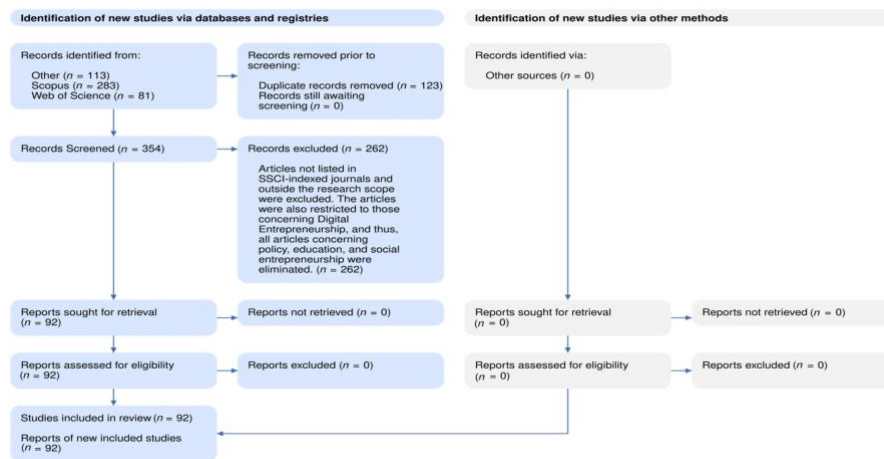 Identification of new studies via databases and registries
Identification of new studies via other methods
Records identified from:
Other (n = 113)
Scopus (n = 283)
Web of Science (n = 81)
Records removed prior to
screening:
Duplicate records removed (n = 123)
Records still awaiting
screening (n = 0)
Records identified via:
Other sources (n = 0)
Records Screened (n = 354)
Records excluded (n = 262)
Articles not listed in
SSCI-indexed journals and
outside the research scope
were excluded. The articles
were also restricted to those
concerning Digital
Entrepreneurship, and thus,
all articles concerning
policy, education, and social
entrepreneurship were
eliminated. (n = 262)
Reports sought for retrieval
(n = 92)
Reports not retrieved (n = 0)
Reports sought for retrieval
(n = 0)
Reports not retrieved (n = 0)
Reports assessed for eligibility
(n = 92)
Reports excluded (n = 0)
Reports assessed for eligibility
(n = 0)
Reports excluded (n = 0)
Studies included in review (n = 92)
Reports of new included studies
(n = 92)